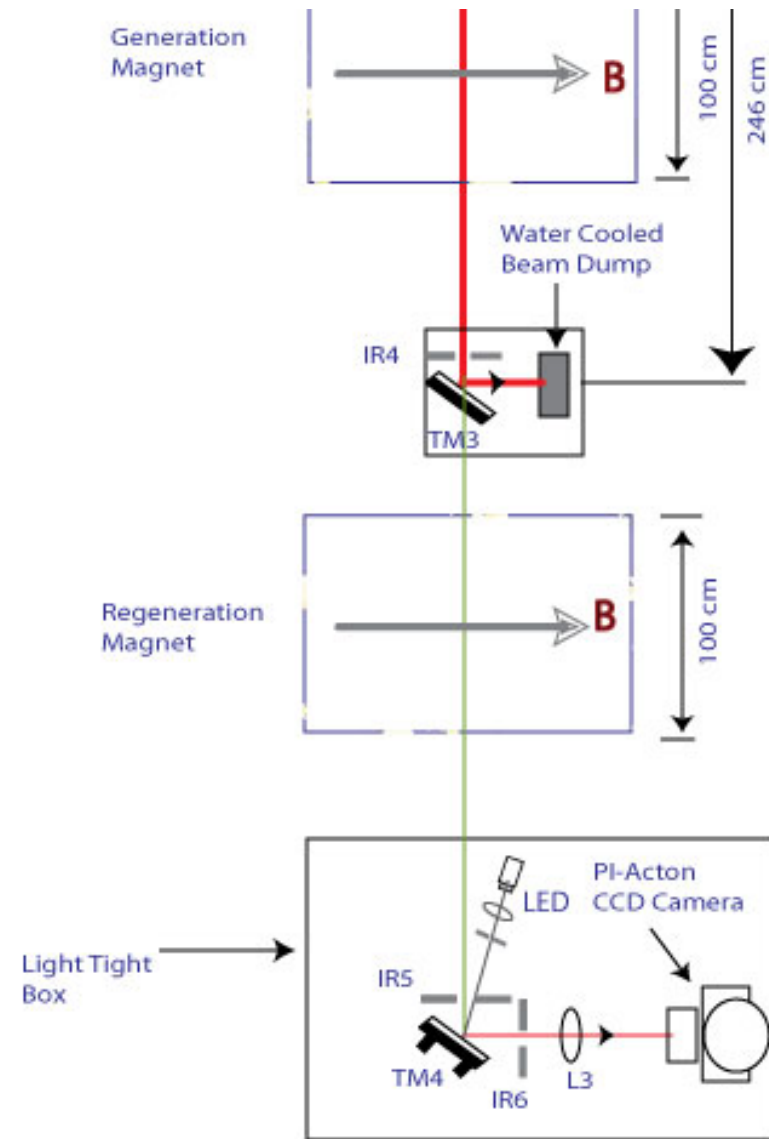 Generation
Magnet
B
100 cm
246 cm
Water Cooled
Beam Dump
IR4
TM3
Regeneration
Magnet
B
100 cm
PI-Acton
CCD Camera
LED
Light Tight
Box
IR5
TM4
IR6
L3